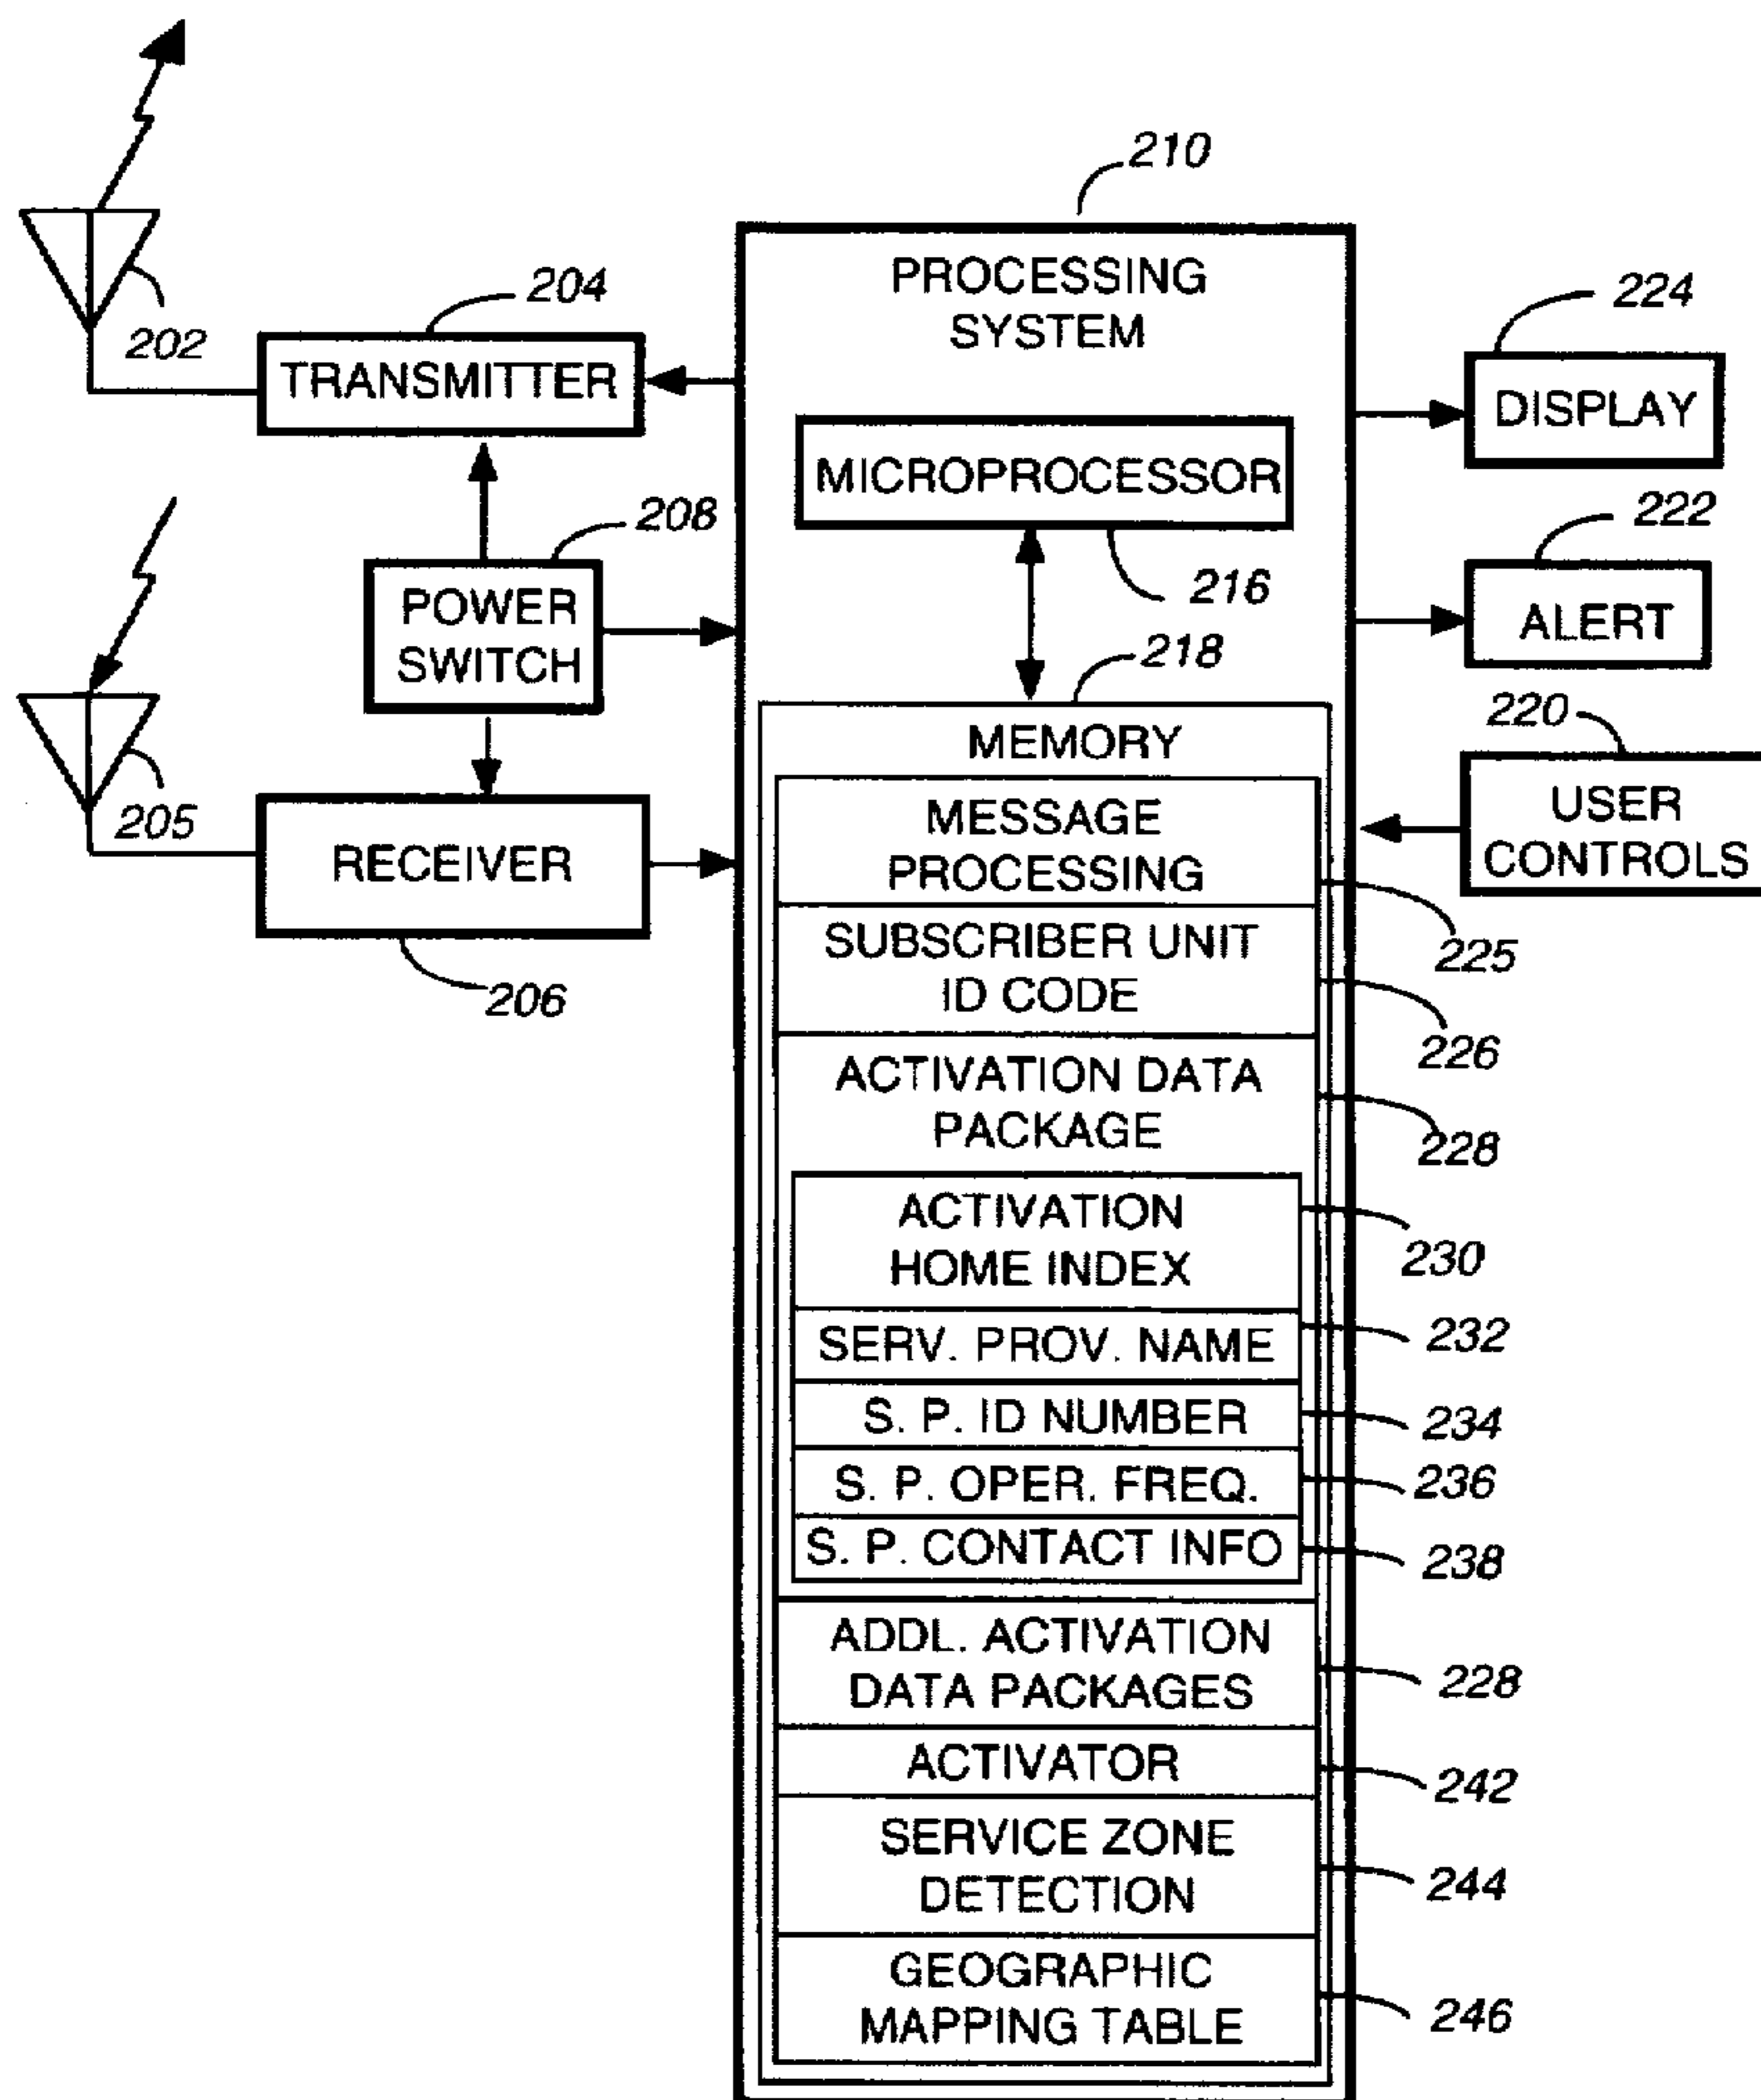 210
PROCESSING
SYSTEM
204
202
TRANSMITTER
224
DISPLAY
MICROPROCESSOR
216
208
POWER
SWITCH
222
ALERT
218
MEMORY
220
USER
CONTROLS
205
RECEIVER
206
MESSAGE
PROCESSING
225
SUBSCRIBER UNIT
ID CODE
226
ACTIVATION DATA
PACKAGE
228
ACTIVATION
HOME INDEX
230
SERV. PROV. NAME
232
S. P. ID NUMBER
234
S. P. OPER. FREQ.
236
S. P. CONTACT INFO
238
ADDL. ACTIVATION
DATA PACKAGES
228
ACTIVATOR
242
SERVICE ZONE
DETECTION
244
GEOGRAPHIC
MAPPING TABLE
246